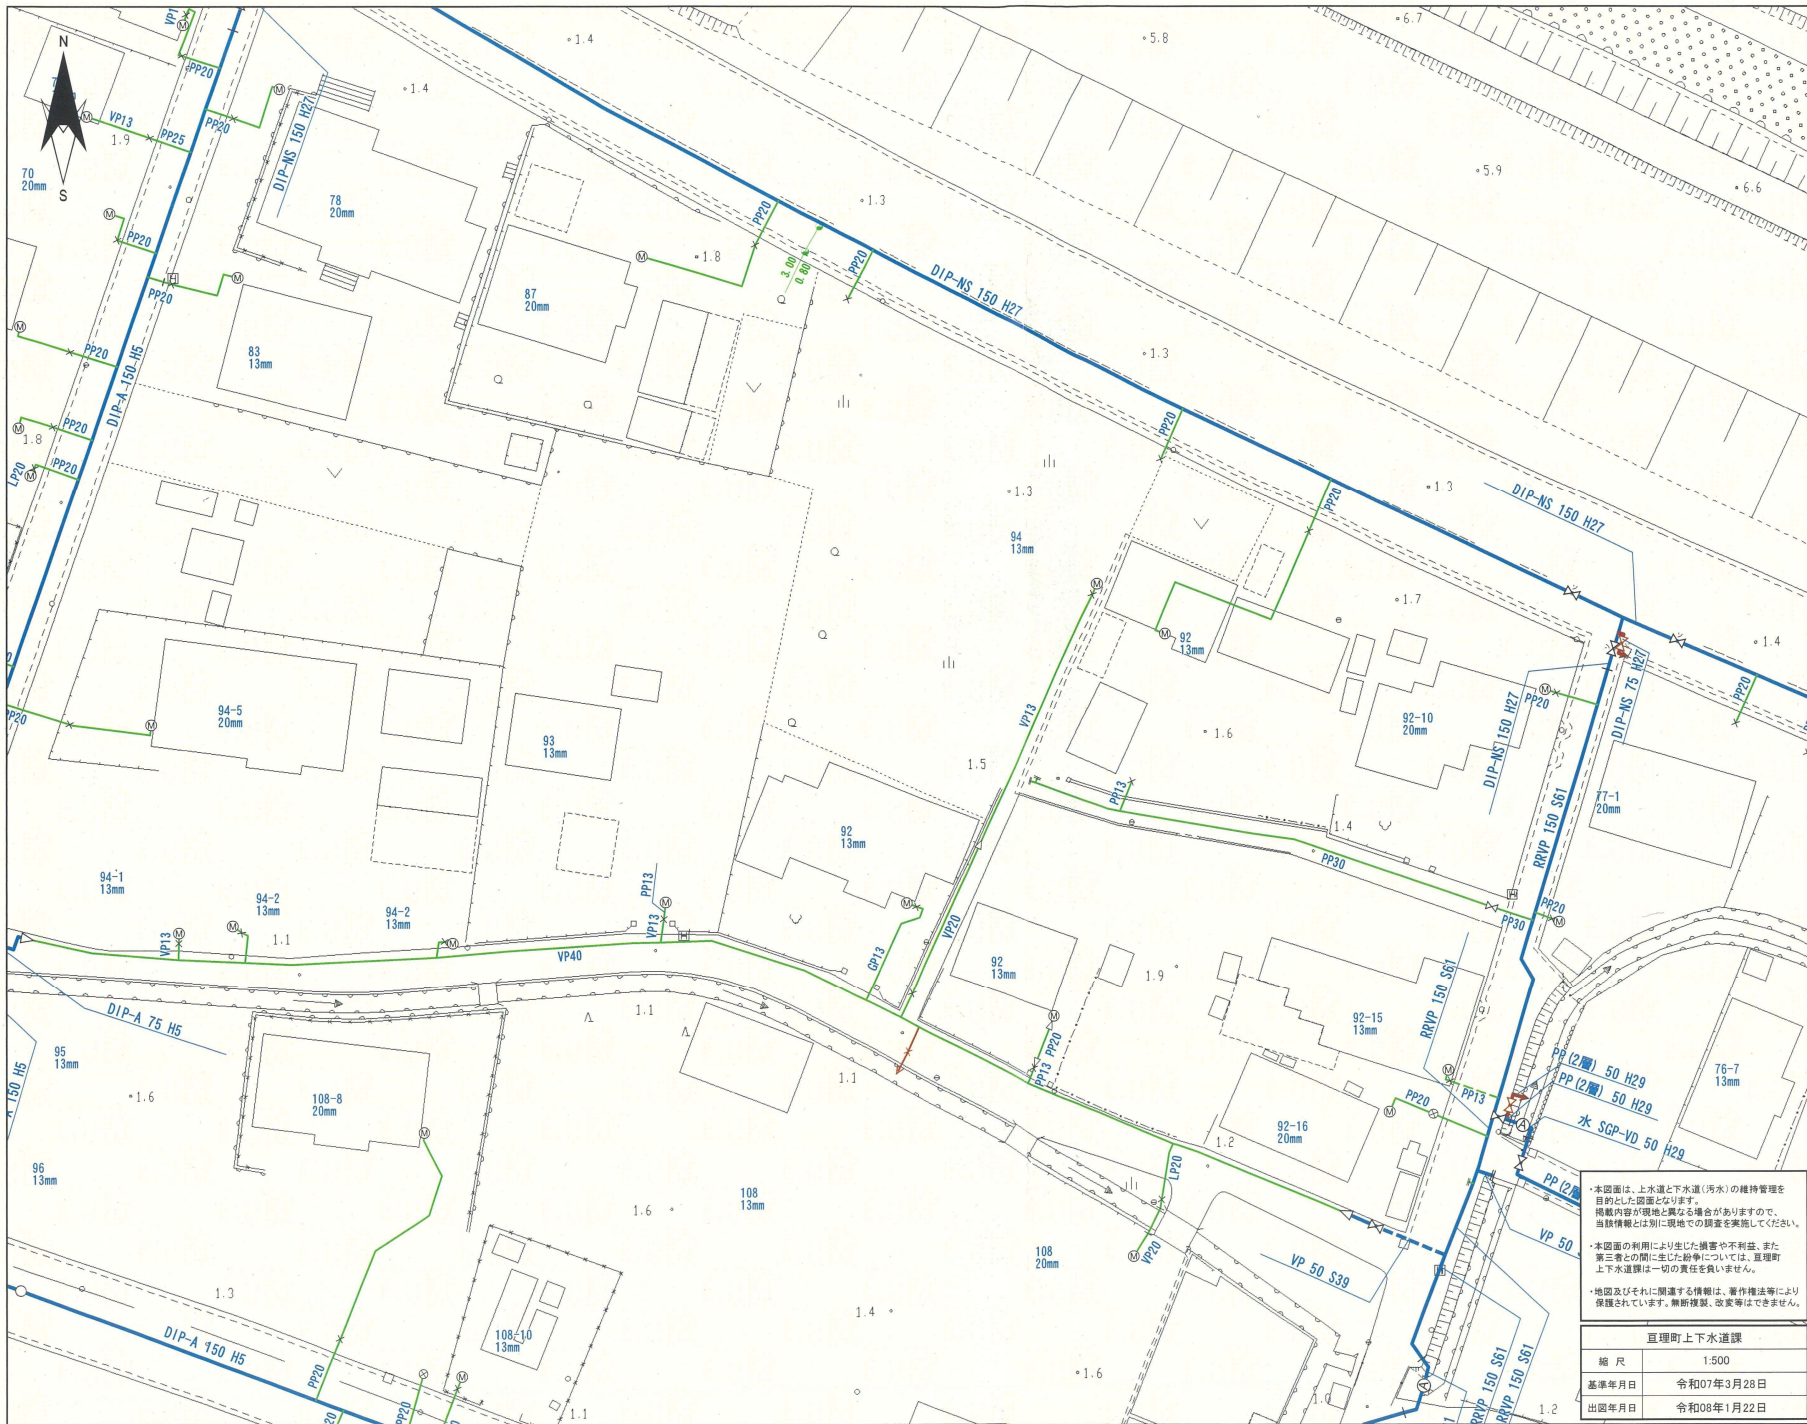 N
S
VP1
PP20
VP13
PP25
1.9
PP20
70
20mm
DIP-NS 150 H27
1.4
1.4
78
20mm
5.8
6.7
5.9
6.6
PP20
PP20
1.3
1.8
3.00
0.80
PP20
DIP-NS 150 H27
87
20mm
83
13mm
PP20
DIP-A 150 H5
PP20
1.8
PP20
LP20
1.3
PP20
1.3
94
13mm
PP20
1.3
DIP-NS 150 H27
1.7
1.4
92
13mm
94-5
20mm
PP20
93
13mm
VP13
1.6
92-10
20mm
PP20
DIP-NS 150 H27
DIP-NS 75 H27
PP20
1.5
PP13
77-1
20mm
RRVP 150 S61
1.4
PP30
92
13mm
94-1
13mm
94-2
13mm
94-2
13mm
PP13
VP13
VP13
1.1
VP40
GP13
VP20
PP20
PP30
92
13mm
1.9
RRVP 150 S61
92-15
13mm
DIP-A 75 H5
1.1
1.1
PP20
PP13
95
13mm
A 150 H5
1.6
108-8
20mm
PP20
PP13
PP(2層) 50 H29
PP(2層) 50 H29
水 SGP-VD 50 H29
76-7
13mm
92-16
20mm
1.2
LP20
96
13mm
108
13mm
1.6
108
20mm
VP20
VP 50 S39
PP(2層
VP 50
1.3
1.4
DIP-A 150 H5
108-10
13mm
PP20
PP20
1.1
1.6
1.0
RRVP 150 S61
RRVP 150 S61
1.2
・本図面は、上水道と下水道(汚水)の維持管理を
目的とした図面となります。
掲載内容が現地と異なる場合がありますので、
当該情報とは別に現地での調査を実施してください。
・本図面の利用により生じた損害や不利益、また
第三者との間に生じた紛争については、亘理町
上下水道課は一切の責任を負いません。
・地図及びそれに関連する情報は、著作権法等により
保護されています。無断複製、改変等はできません。
亘理町上下水道課
縮 尺 1:500
基準年月日 令和07年3月28日
出図年月日 令和08年1月22日